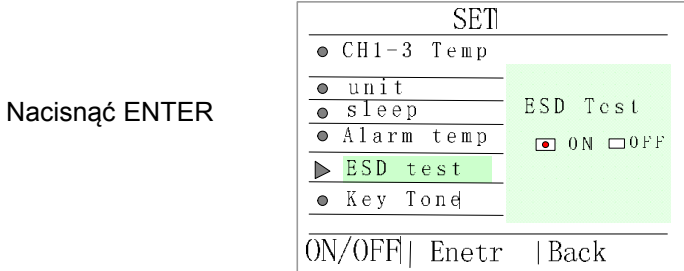 SET
CH1-3 Temp
unit
sleep
Nacisnąć ENTER
ESD Test
Alarm temp
ON OFF
ESD test
Key Tone
ON/OFF | Enetr | Back